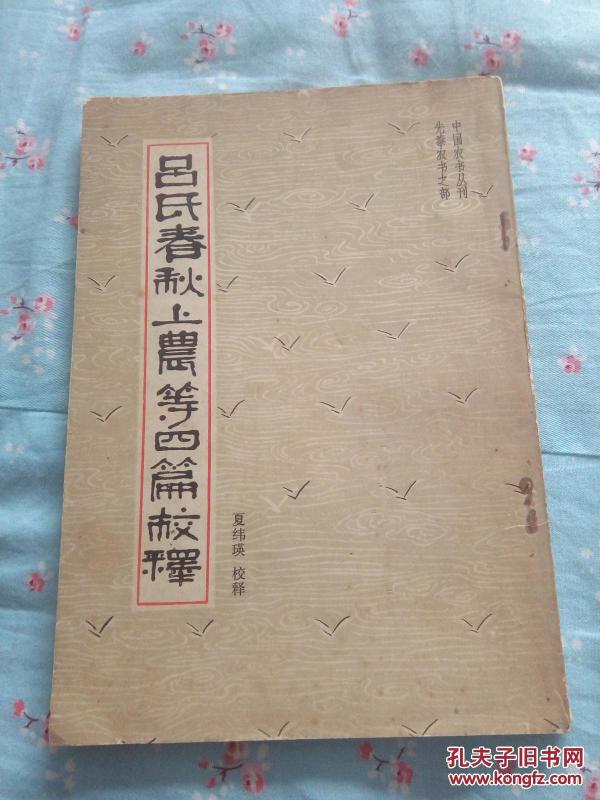 中国农书丛刊
先秦农书之部
吕氏春秋上農等四篇校釋
夏纬瑛 校释
孔夫子旧书网
www.kongfz.com